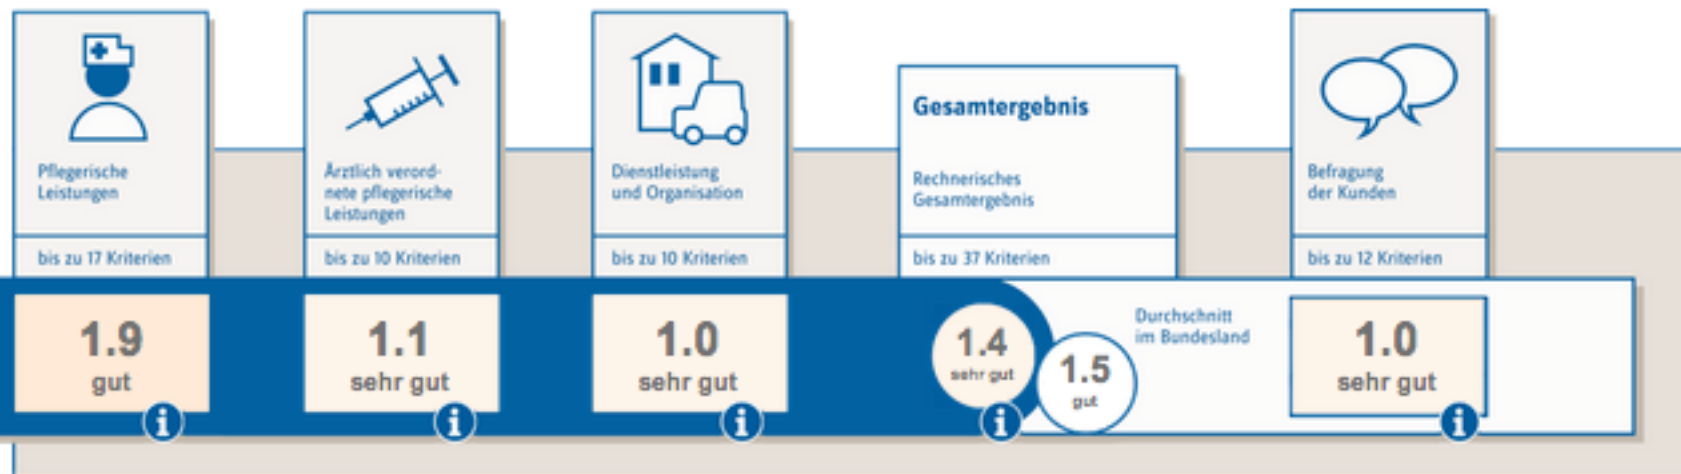 Pflegerische
Leistungen
bis zu 17 Kriterien
1.9
gut
Ärztlich verord-
nete pflegerische
Leistungen
bis zu 10 Kriterien
1.1
sehr gut
Dienstleistung
und Organisation
bis zu 10 Kriterien
1.0
sehr gut
Gesamtergebnis
Rechnerisches
Gesamtergebnis
bis zu 37 Kriterien
1.4
sehr gut
1.5
gut
Durchschnitt
im Bundesland
Befragung
der Kunden
bis zu 12 Kriterien
1.0
sehr gut